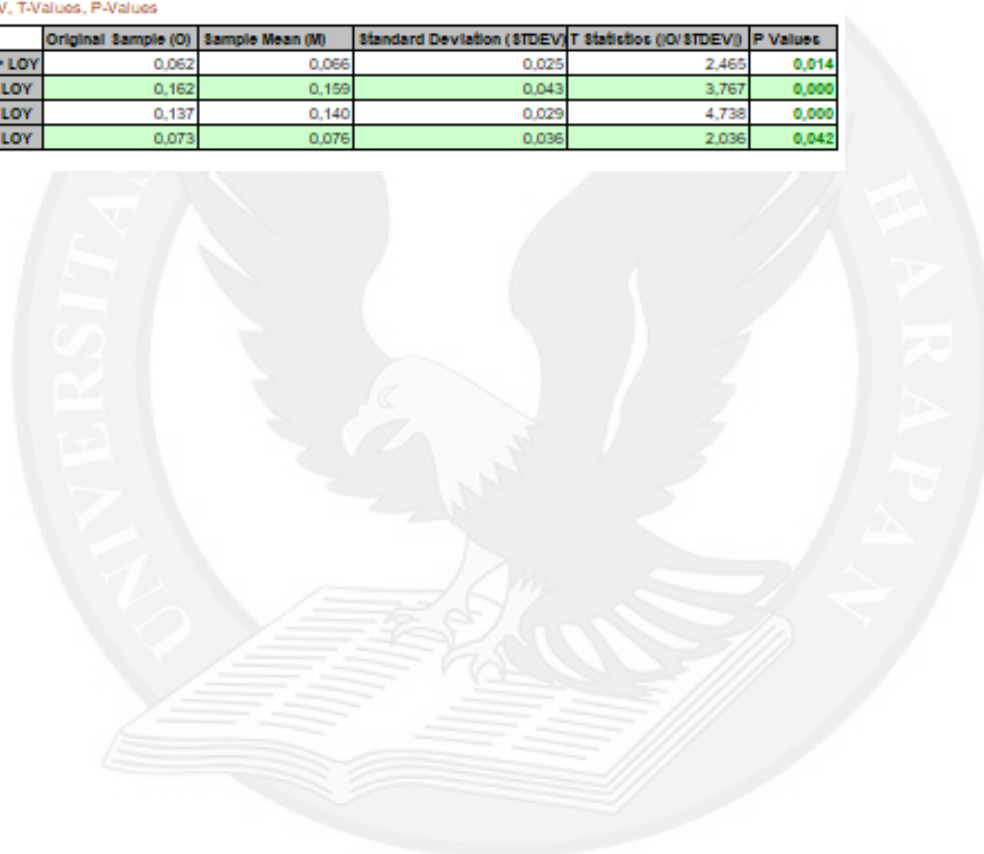 V, T-Values, P-Values
Original Sample (O) Sample Mean (M) Standard Deviation (STDEV) T Statistics (|O/STDEV|) P Values
> LOY 0,062 0,066 0,025 2,465 0,014
LOY 0,162 0,159 0,043 3,767 0,000
LOY 0,137 0,140 0,029 4,738 0,000
LOY 0,073 0,076 0,036 2,036 0,042
UNIVERSITAS
HARAPAN